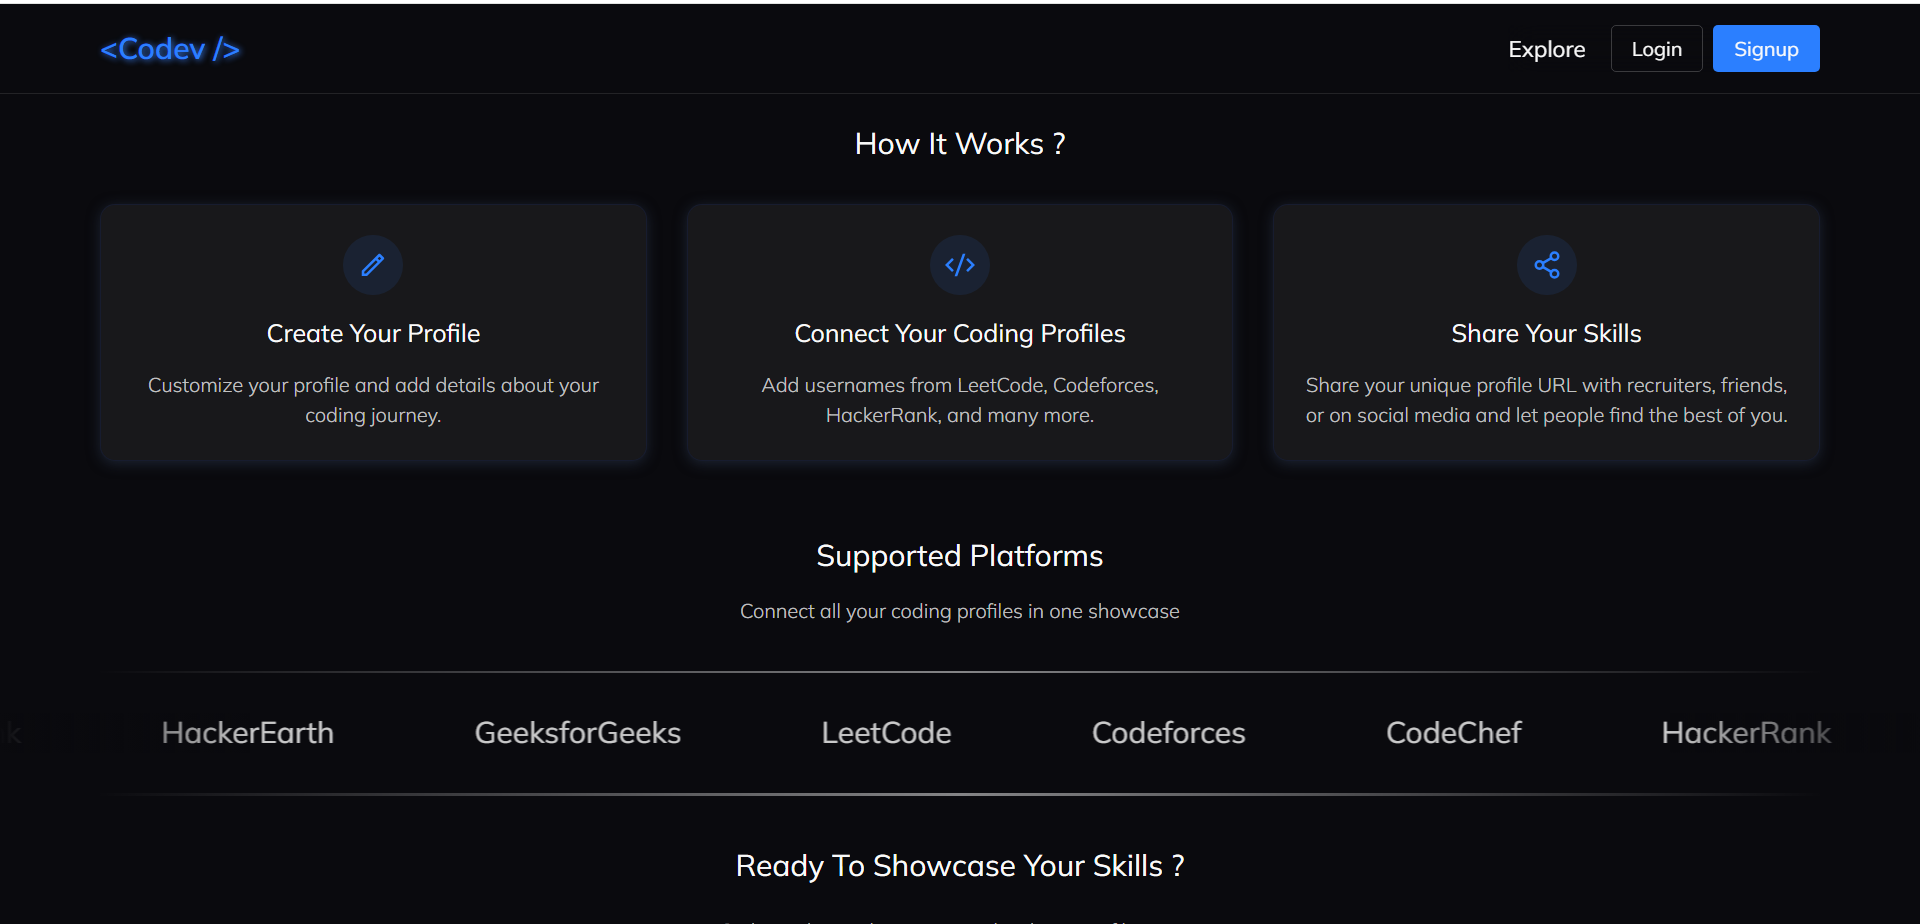 <Codev />
Explore
Login
Signup
How It Works ?
Create Your Profile
Customize your profile and add details about your
coding journey.
Connect Your Coding Profiles
Add usernames from LeetCode, Codeforces,
HackerRank, and many more.
Share Your Skills
Share your unique profile URL with recruiters, friends,
or on social media and let people find the best of you.
Supported Platforms
Connect all your coding profiles in one showcase
k
HackerEarth
GeeksforGeeks
LeetCode
Codeforces
CodeChef
HackerRank
Ready To Showcase Your Skills ?